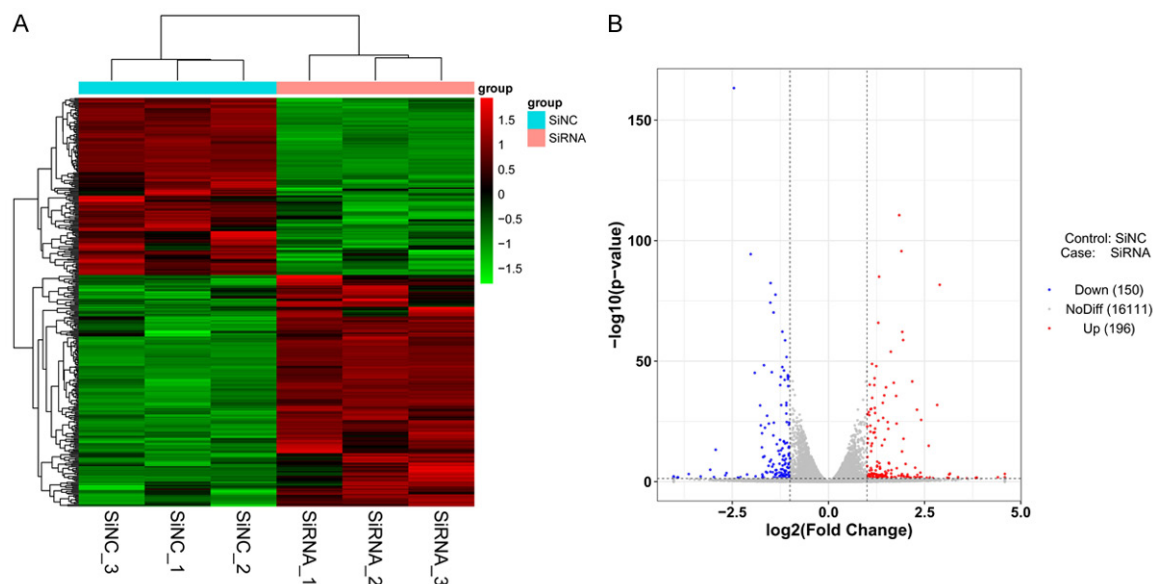 A
group
1.5
1
0.5
0
−0.5
−1
−1.5
group
SiNC
SiRNA
SiNC_3
SiNC_1
SiNC_2
SiRNA_1
SiRNA_2
SiRNA_3
B
−log10(p−value)
150
100
50
0
−2.5
0.0
2.5
5.0
log2(Fold Change)
Control: SiNC
Case: SiRNA
Down (150)
NoDiff (16111)
Up (196)